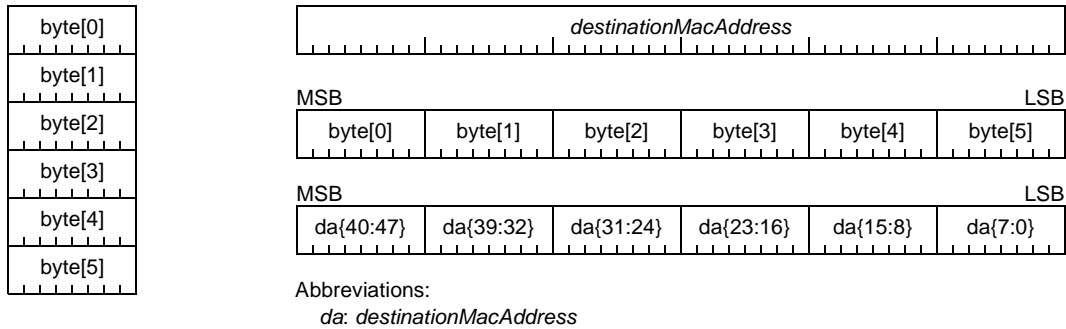 byte[0]
byte[1]
byte[2]
byte[3]
byte[4]
byte[5]
destinationMacAddress
MSB LSB
byte[0] byte[1] byte[2] byte[3] byte[4] byte[5]
MSB LSB
da{40:47} da{39:32} da{31:24} da{23:16} da{15:8} da{7:0}
Abbreviations:
da: destinationMacAddress